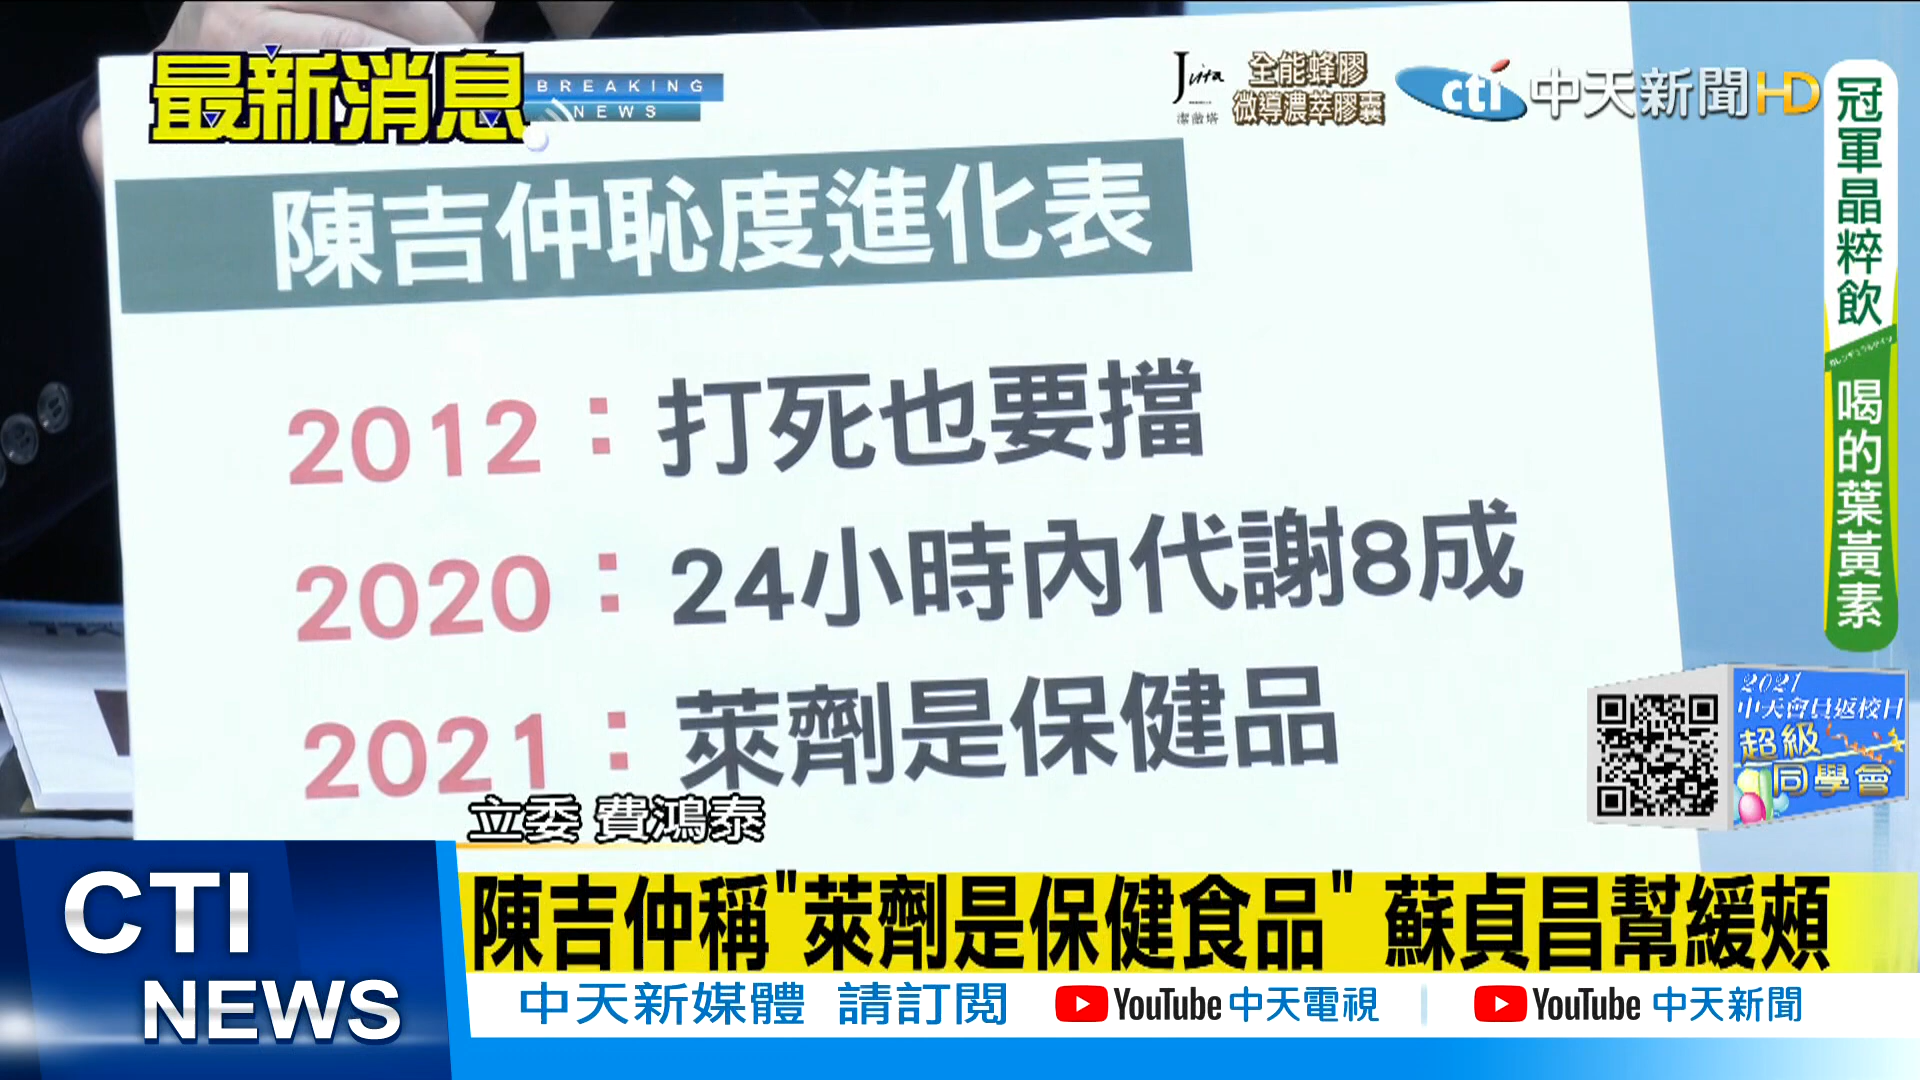 最新消息
BREAKING
NEWS
Jvita
潔薇塔
全能蜂膠
微導濃萃膠囊
cti 中天新聞HD
冠軍晶粹飲
喝的葉黃素
陳吉仲恥度進化表
2012：打死也要擋
2020：24小時內代謝8成
2021：萊劑是保健品
2021
中天會員返校日
超級
同學會
立委 費鴻泰
CTI
NEWS
陳吉仲稱"萊劑是保健食品" 蘇貞昌幫緩頰
中天新媒體 請訂閱 YouTube 中天電視 | YouTube 中天新聞